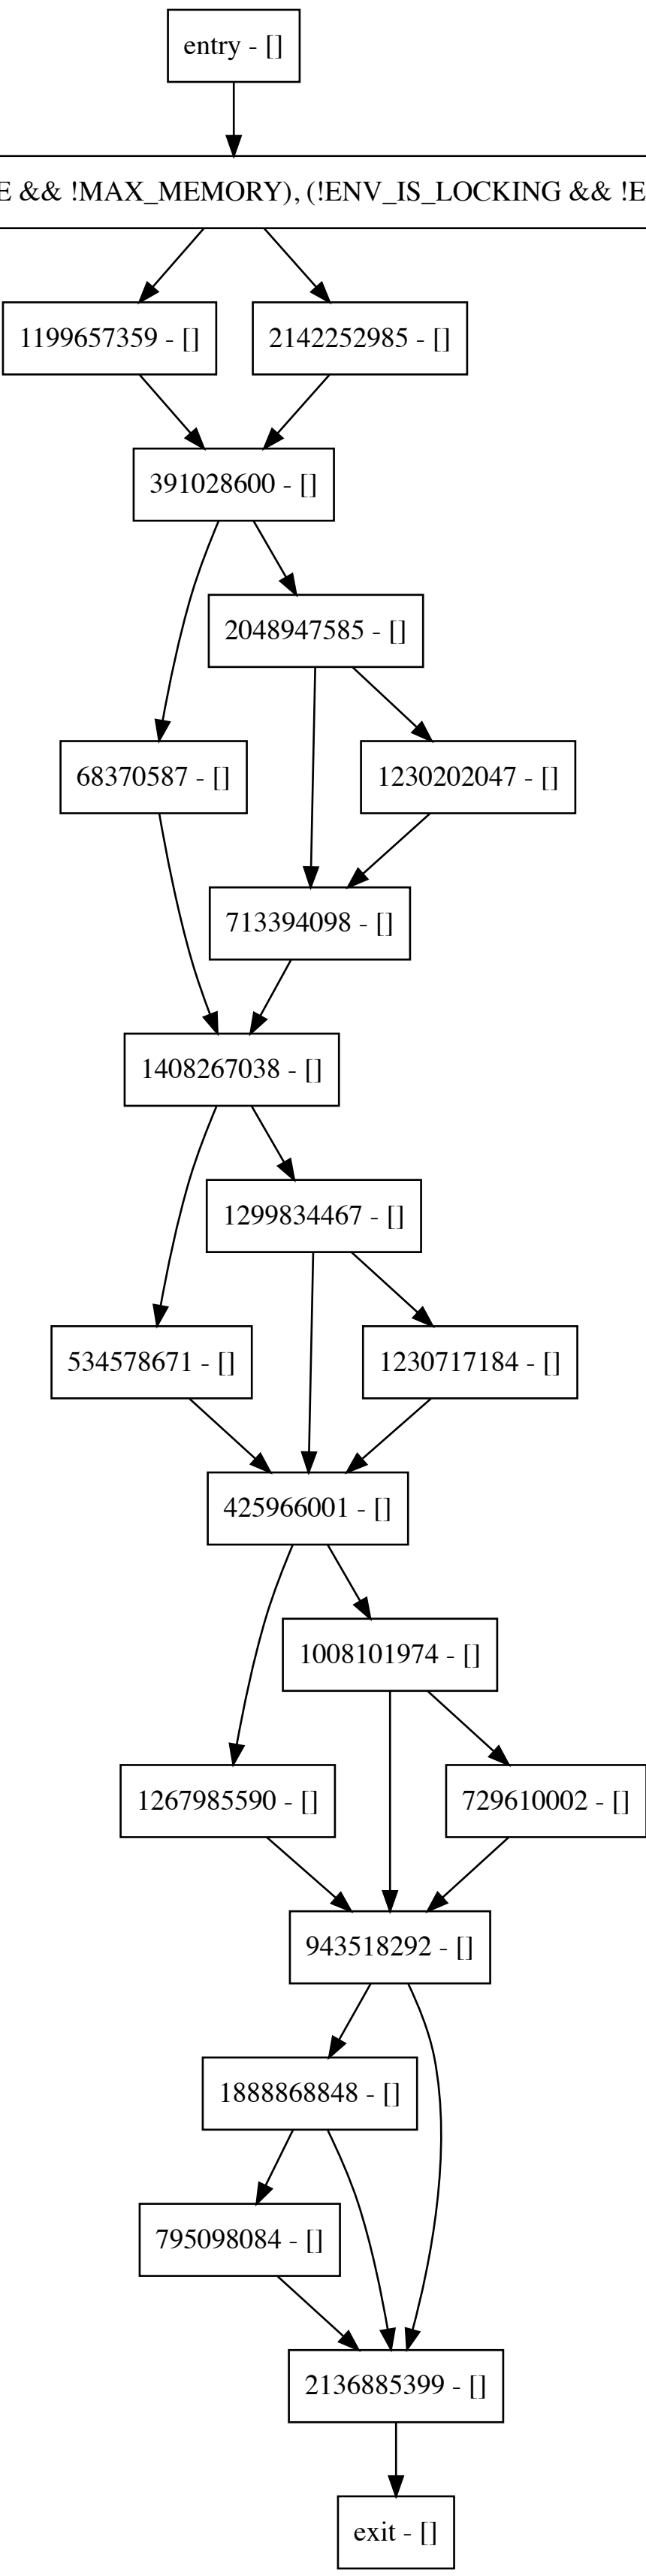 entry - []
E && !MAX_MEMORY), (!ENV_IS_LOCKING && !E
1199657359 - []
2142252985 - []
391028600 - []
2048947585 - []
68370587 - []
1230202047 - []
713394098 - []
1408267038 - []
1299834467 - []
534578671 - []
1230717184 - []
425966001 - []
1008101974 - []
1267985590 - []
729610002 - []
943518292 - []
1888868848 - []
795098084 - []
2136885399 - []
exit - []